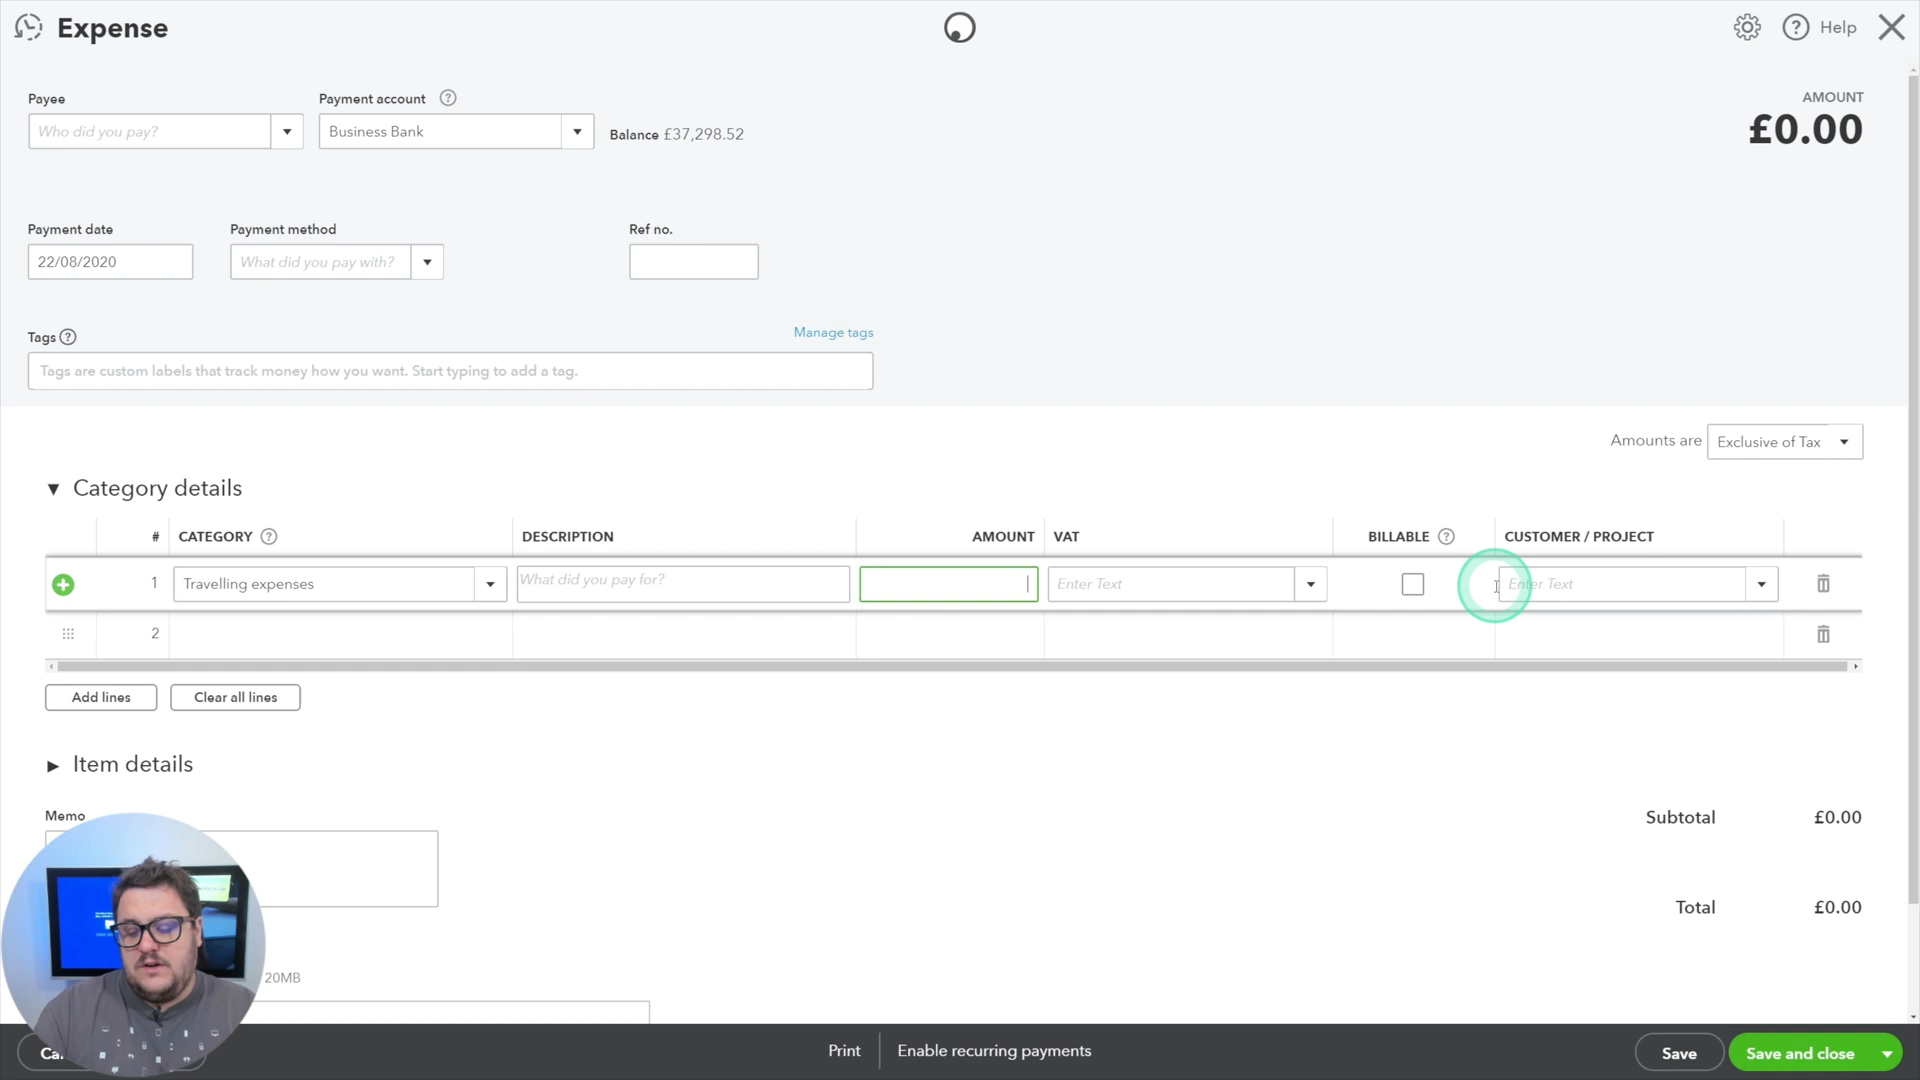 Expense
Help
Payee
Who did you pay?
Payment account
Business Bank
Balance £37,298.52
AMOUNT
£0.00
Payment date
22/08/2020
Payment method
What did you pay with?
Ref no.
Tags
Manage tags
Tags are custom labels that track money how you want. Start typing to add a tag.
Amounts are Exclusive of Tax
Category details
# CATEGORY DESCRIPTION AMOUNT VAT BILLABLE CUSTOMER / PROJECT
1 Travelling expenses What did you pay for? Enter Text Enter Text
2
Add lines Clear all lines
Item details
Memo
Subtotal £0.00
Total £0.00
20MB
Print Enable recurring payments
Save Save and close